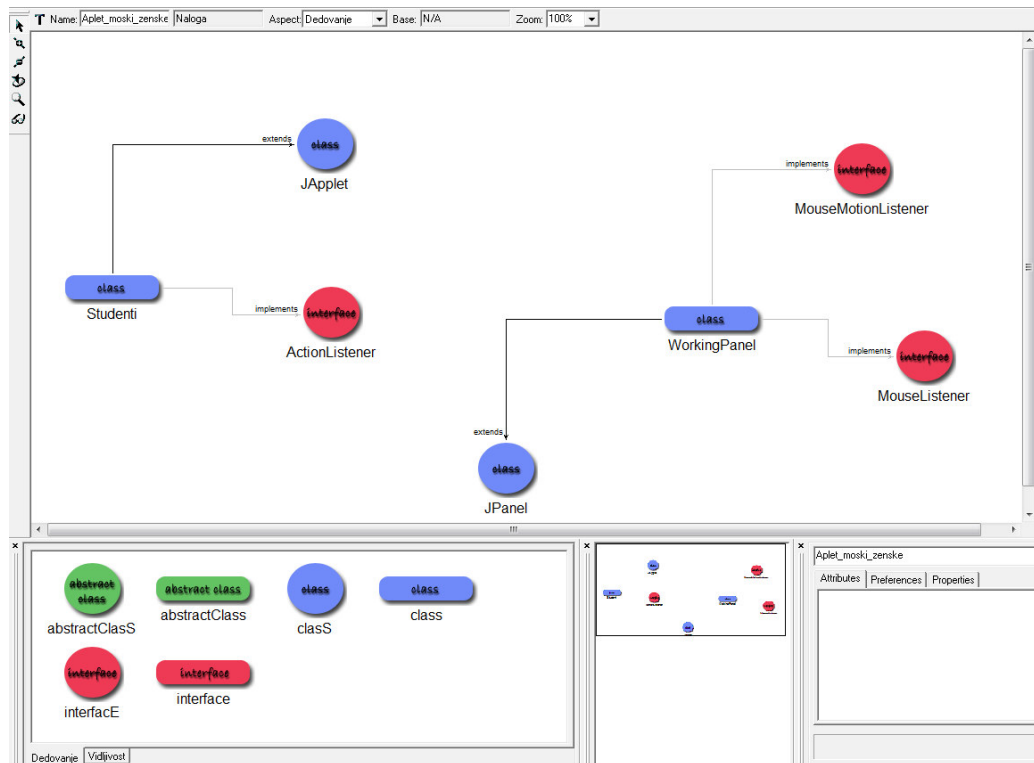 T Name: Aplet_moski_zenske Naloga Aspect: Dedovanje Base: N/A Zoom: 100%
extends
class
JApplet
implements
interface
MouseMotionListener
class
Studenti
implements
interface
ActionListener
class
WorkingPanel
implements
interface
MouseListener
extends
class
JPanel
abstract class
abstractClasS
abstract class
abstractClass
class
clasS
class
class
interface
interfacE
interface
interface
Dedovanje Vidljivost
Aplet_moski_zenske
Attributes Preferences Properties